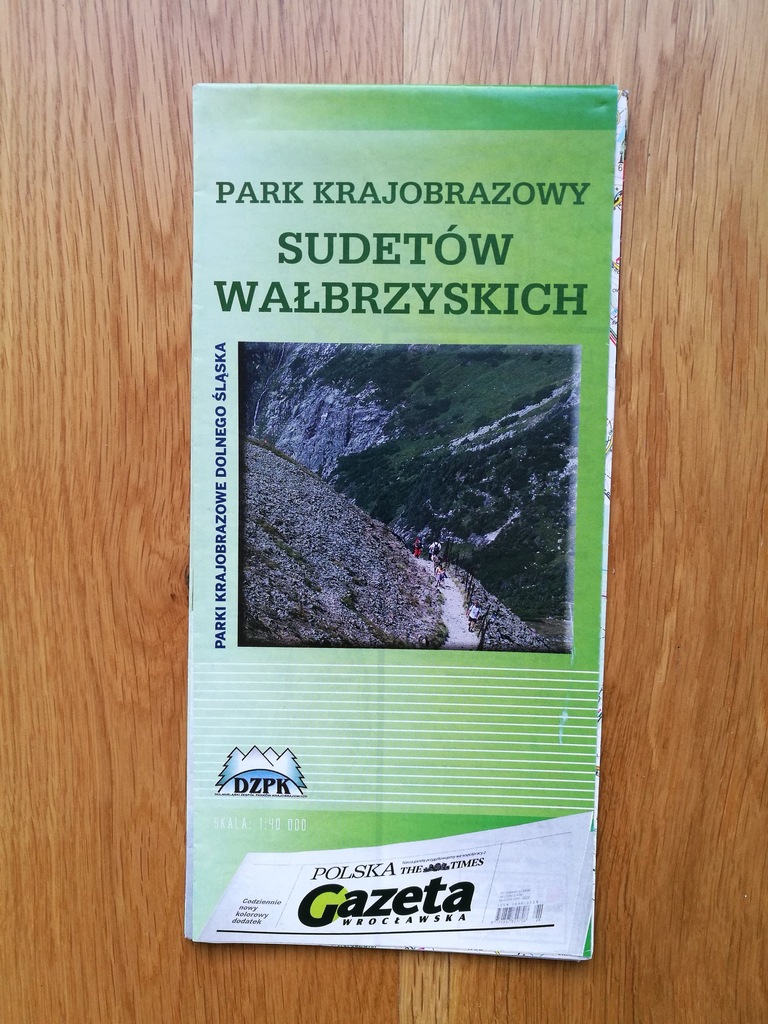 PARK KRAJOBRAZOWY
SUDETÓW
WAŁBRZYSKICH
PARKI KRAJOBRAZOWE DOLNEGO ŚLĄSKA
DZPK
SKALA: 1:40 000
POLSKA THE TIMES
Codziennie
nowy
kolorowy
dodatek
Gazeta
WROCŁAWSKA